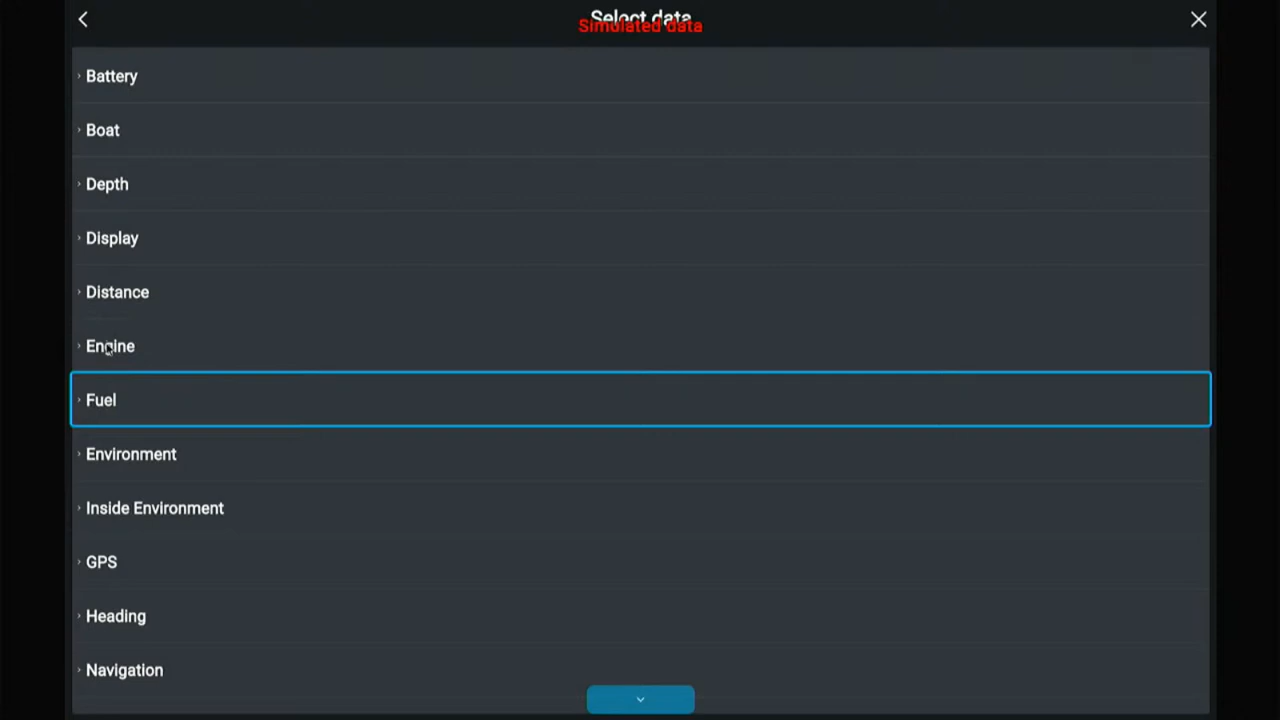 Select data
Simulated data
Battery
Boat
Depth
Display
Distance
Engine
Fuel
Environment
Inside Environment
GPS
Heading
Navigation